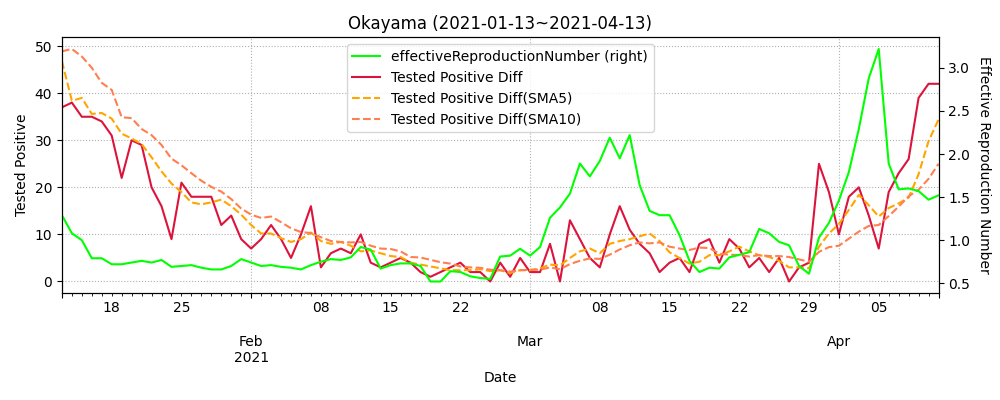 Okayama (2021-01-13~2021-04-13)
effectiveReproductionNumber (right)
Tested Positive Diff
Tested Positive Diff(SMA5)
Tested Positive Diff(SMA10)
Tested Positive
50
40
30
20
10
0
3.0
2.5
2.0
1.5
1.0
0.5
Effective Reproduction Number
18 25 08 15 22 08 15 22 29 05
Feb Mar Apr
2021
Date